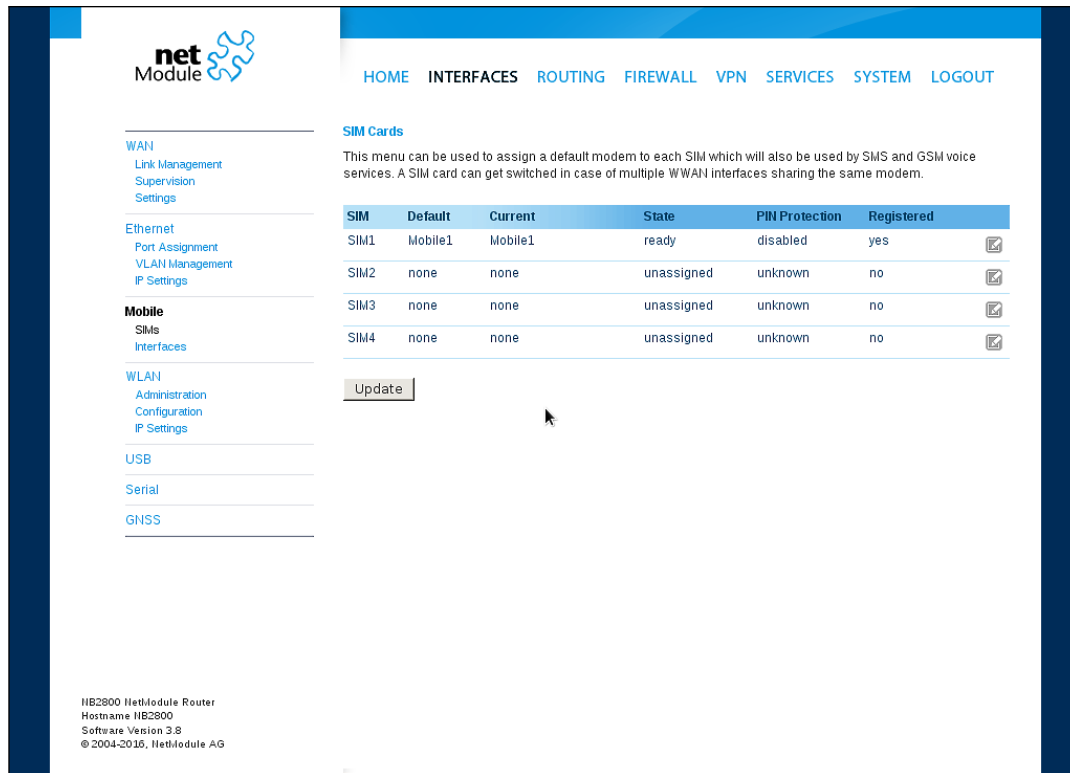 net
Module
HOME INTERFACES ROUTING FIREWALL VPN SERVICES SYSTEM LOGOUT
WAN
Link Management
Supervision
Settings
Ethernet
Port Assignment
VLAN Management
IP Settings
Mobile
SIMs
Interfaces
WLAN
Administration
Configuration
IP Settings
USB
Serial
GNSS
SIM Cards
This menu can be used to assign a default modem to each SIM which will also be used by SMS and GSM voice
services. A SIM card can get switched in case of multiple WWAN interfaces sharing the same modem.
SIM Default Current State PIN Protection Registered
SIM1 Mobile1 Mobile1 ready disabled yes
SIM2 none none unassigned unknown no
SIM3 none none unassigned unknown no
SIM4 none none unassigned unknown no
Update
NB2800 NetModule Router
Hostname NB2800
Software Version 3.8
© 2004-2016, NetModule AG